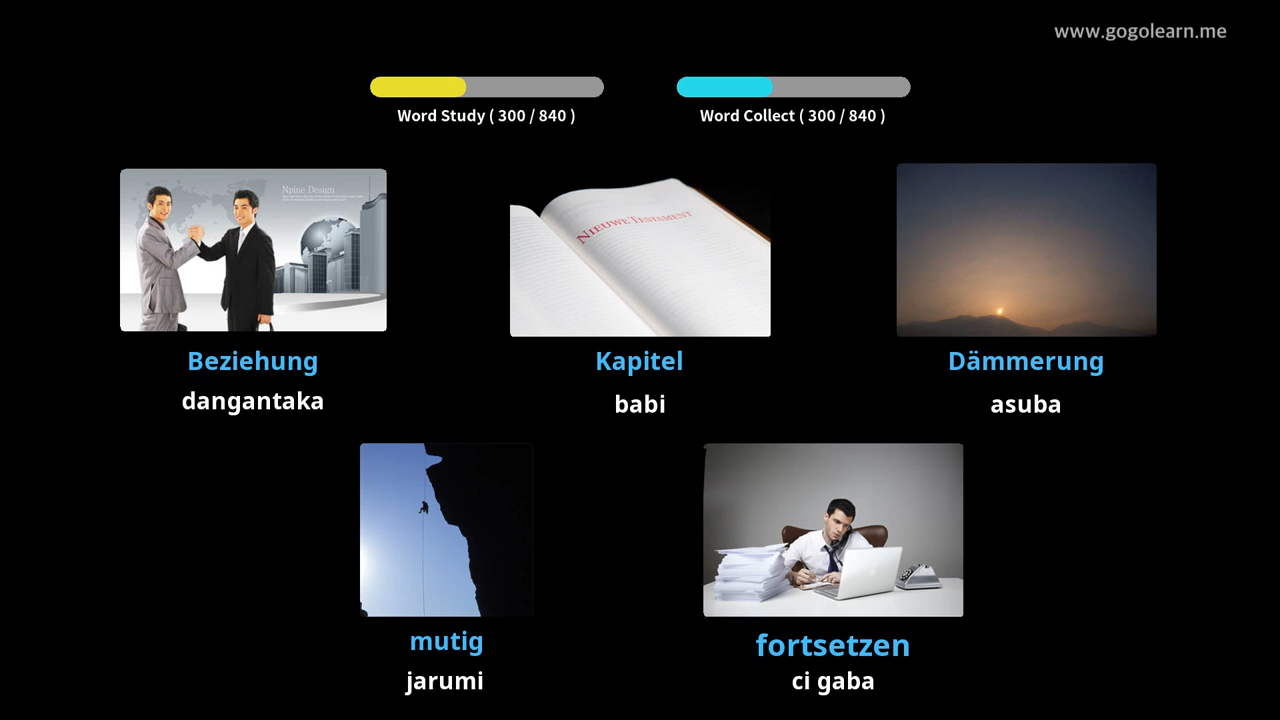 www.gogolearn.me
Word Study ( 300 / 840 )
Word Collect ( 300 / 840 )
Npine Design
NIEUWE TESTAMENT
Beziehung
Kapitel
Dämmerung
dangantaka
babi
asuba
mutig
fortsetzen
jarumi
ci gaba